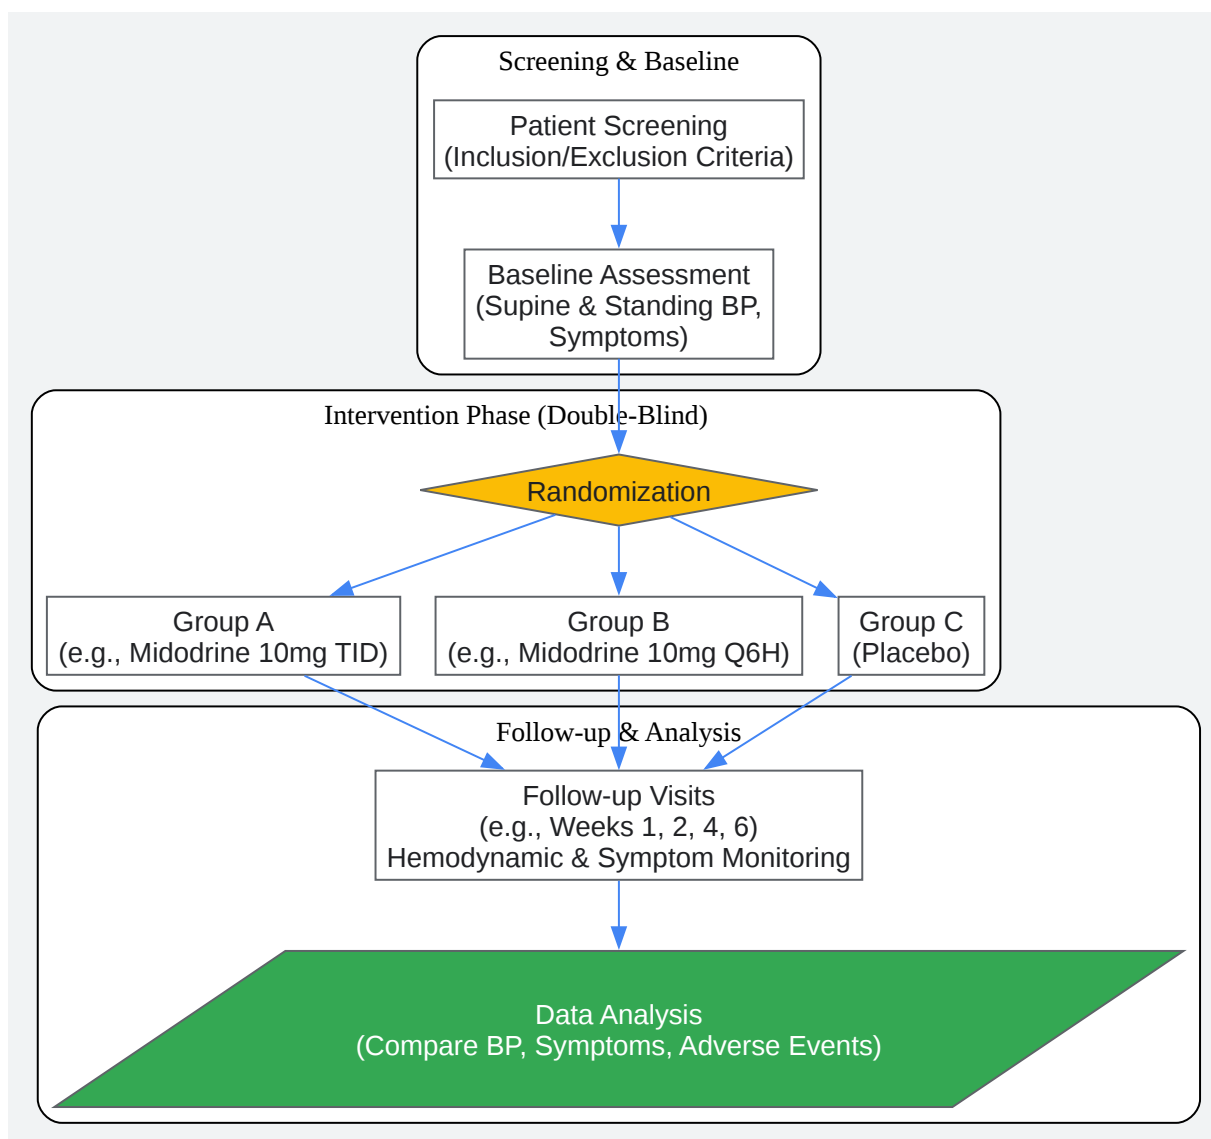 Screening & Baseline
Patient Screening
(Inclusion/Exclusion Criteria)
Baseline Assessment
(Supine & Standing BP,
Symptoms)
Intervention Phase (Double-Blind)
Randomization
Group A
(e.g., Midodrine 10mg TID)
Group B
(e.g., Midodrine 10mg Q6H)
Group C
(Placebo)
Follow-up & Analysis
Follow-up Visits
(e.g., Weeks 1, 2, 4, 6)
Hemodynamic & Symptom Monitoring
Data Analysis
(Compare BP, Symptoms, Adverse Events)